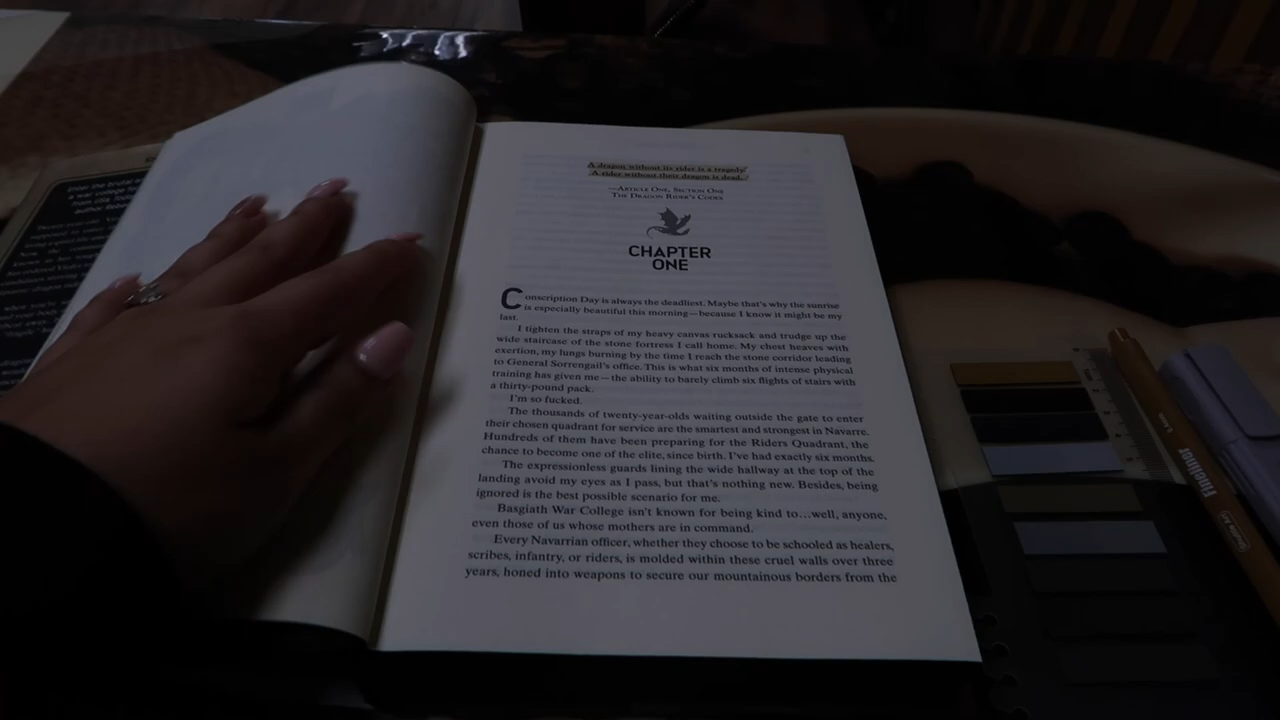 A dragon without its rider is a tragedy.
A rider without their dragon is dead.
—Article One, Section One
The Dragon Rider's Codex
CHAPTER
ONE
Conscription Day is always the deadliest. Maybe that's why the sunrise
is especially beautiful this morning—because I know it might be my
last.
I tighten the straps of my heavy canvas rucksack and trudge up the
wide staircase of the stone fortress I call home. My chest heaves with
exertion, my lungs burning by the time I reach the stone corridor leading
to General Sorrengail's office. This is what six months of intense physical
training has given me—the ability to barely climb six flights of stairs with
a thirty-pound pack.
I'm so fucked.
The thousands of twenty-year-olds waiting outside the gate to enter
their chosen quadrant for service are the smartest and strongest in Navarre.
Hundreds of them have been preparing for the Riders Quadrant, the
chance to become one of the elite, since birth. I've had exactly six months.
The expressionless guards lining the wide hallway at the top of the
landing avoid my eyes as I pass, but that's nothing new. Besides, being
ignored is the best possible scenario for me.
Basgiath War College isn't known for being kind to…well, anyone,
even those of us whose mothers are in command.
Every Navarrian officer, whether they choose to be schooled as healers,
scribes, infantry, or riders, is molded within these cruel walls over three
years, honed into weapons to secure our mountainous borders from the
Enter the brutal
a war college
from
author
Fineliner